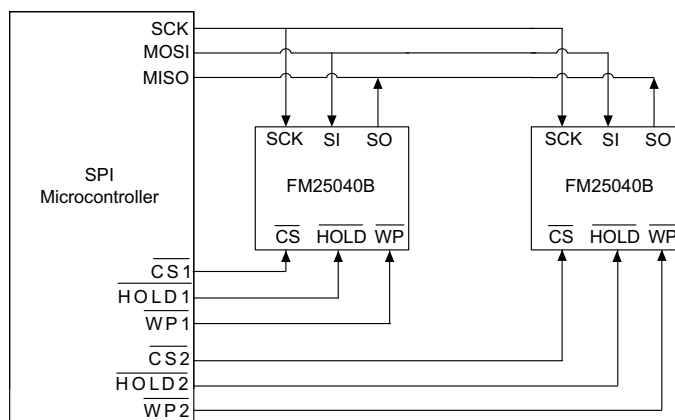 SCK
MOSI
MISO
SCK SI SO
SCK SI SO
SPI
Microcontroller
FM25040B
FM25040B
CS HOLD WP
CS HOLD WP
CS1
HOLD1
WP1
CS2
HOLD2
WP2